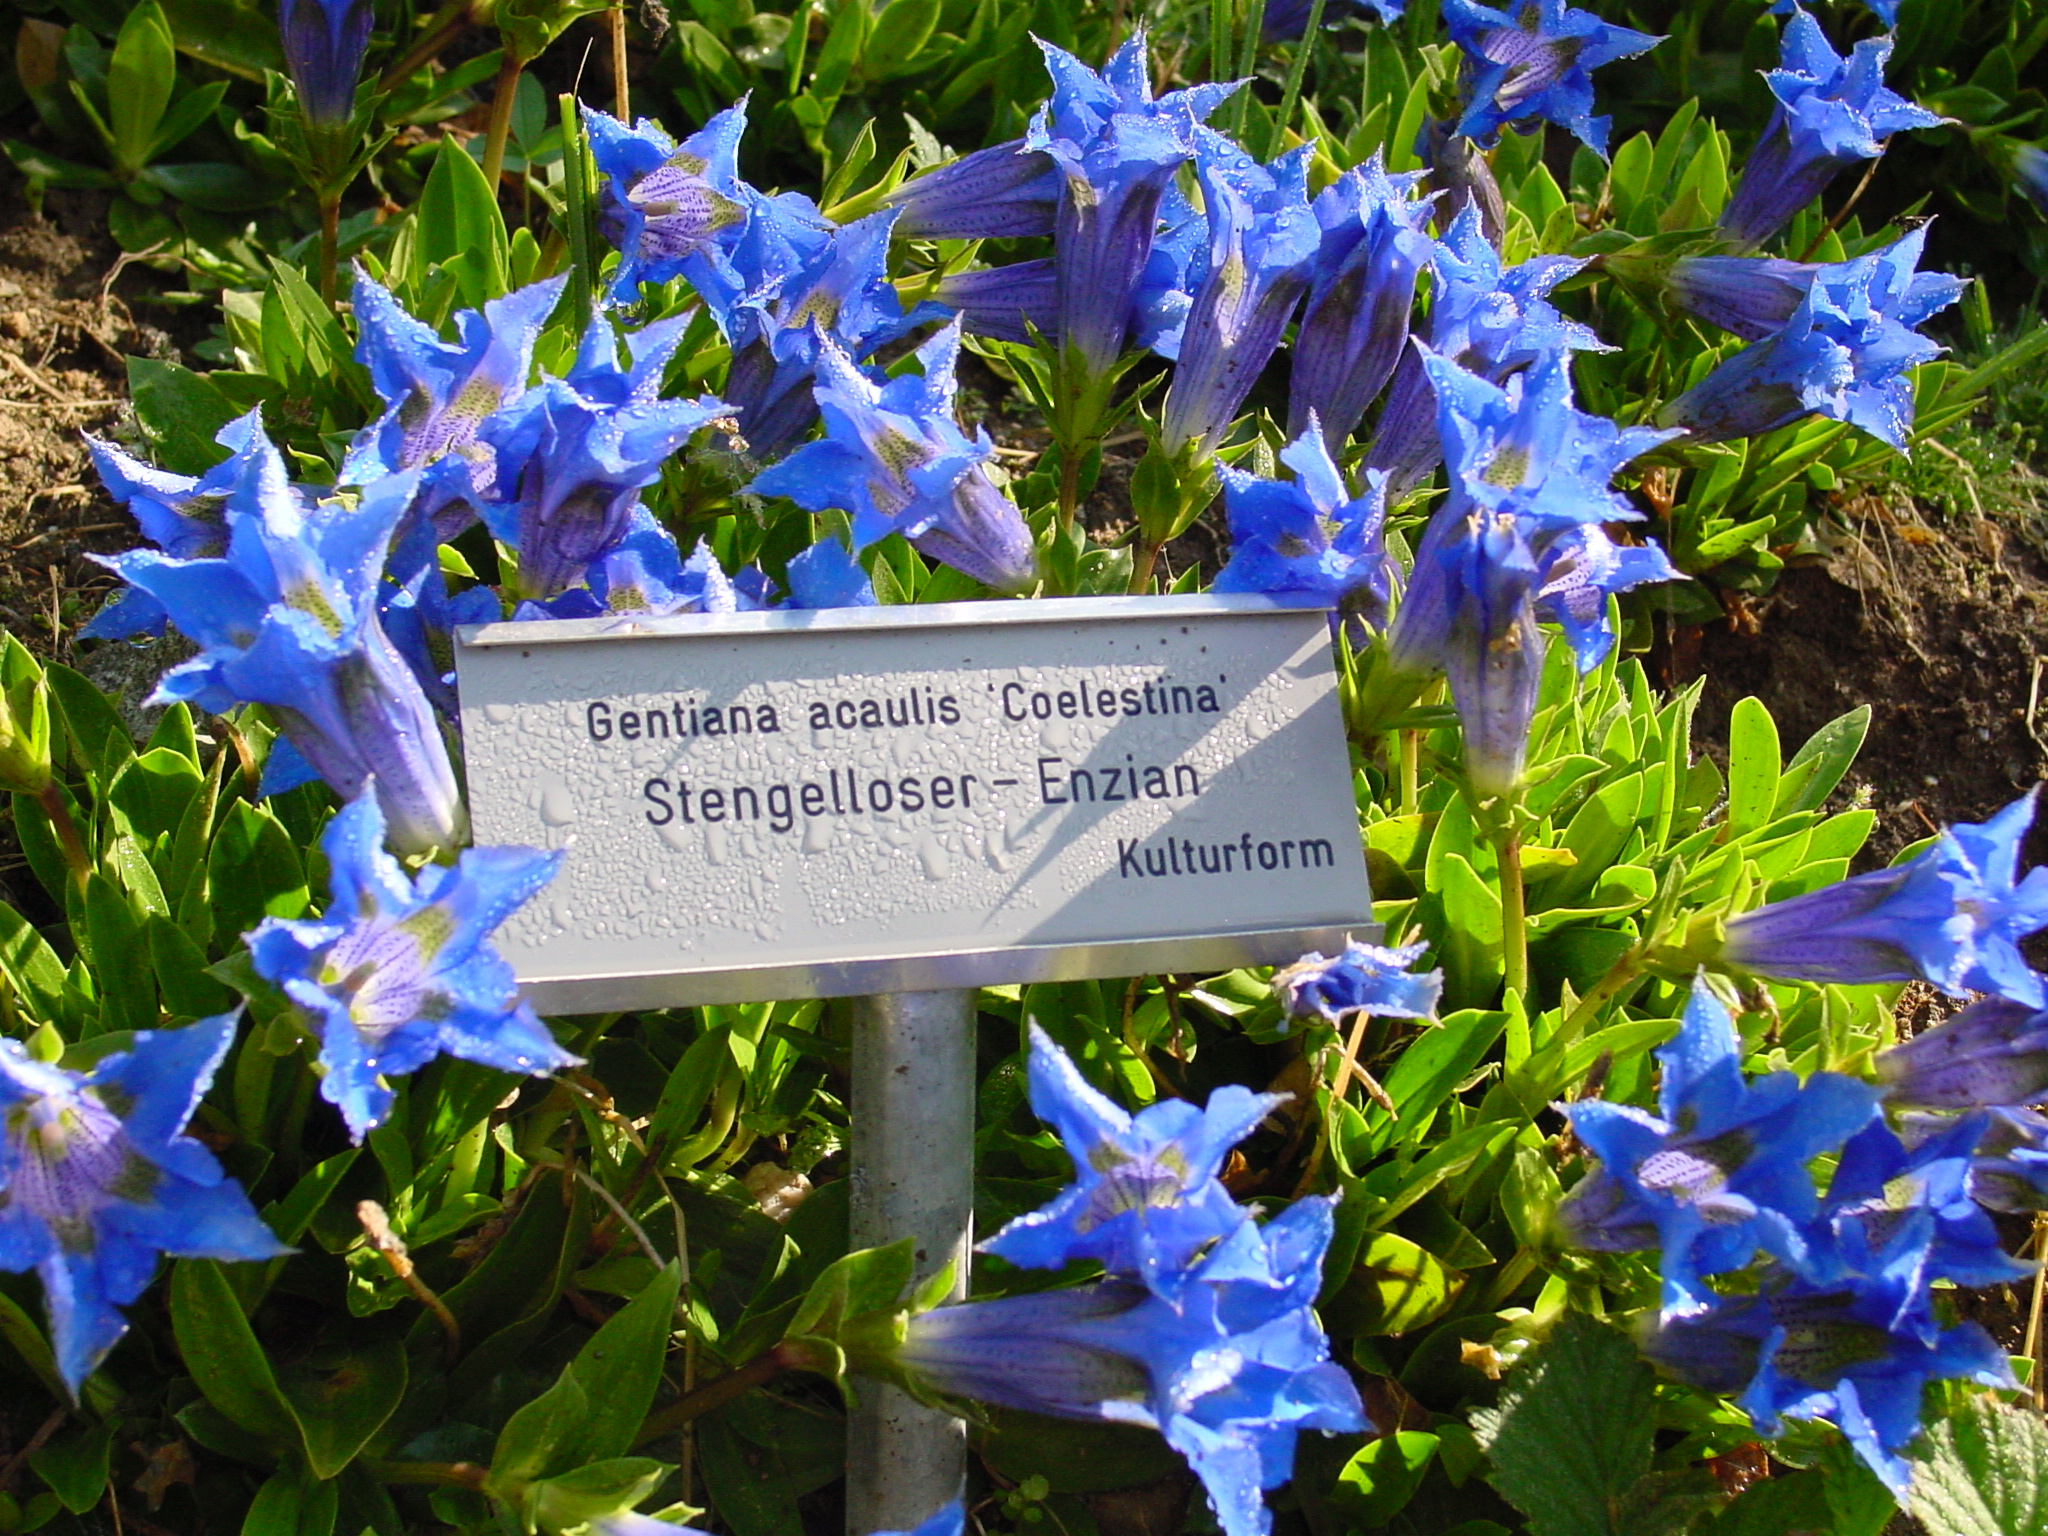 Gentiana acaulis 'Coelestina'
Stengelloser – Enzian
Kulturform